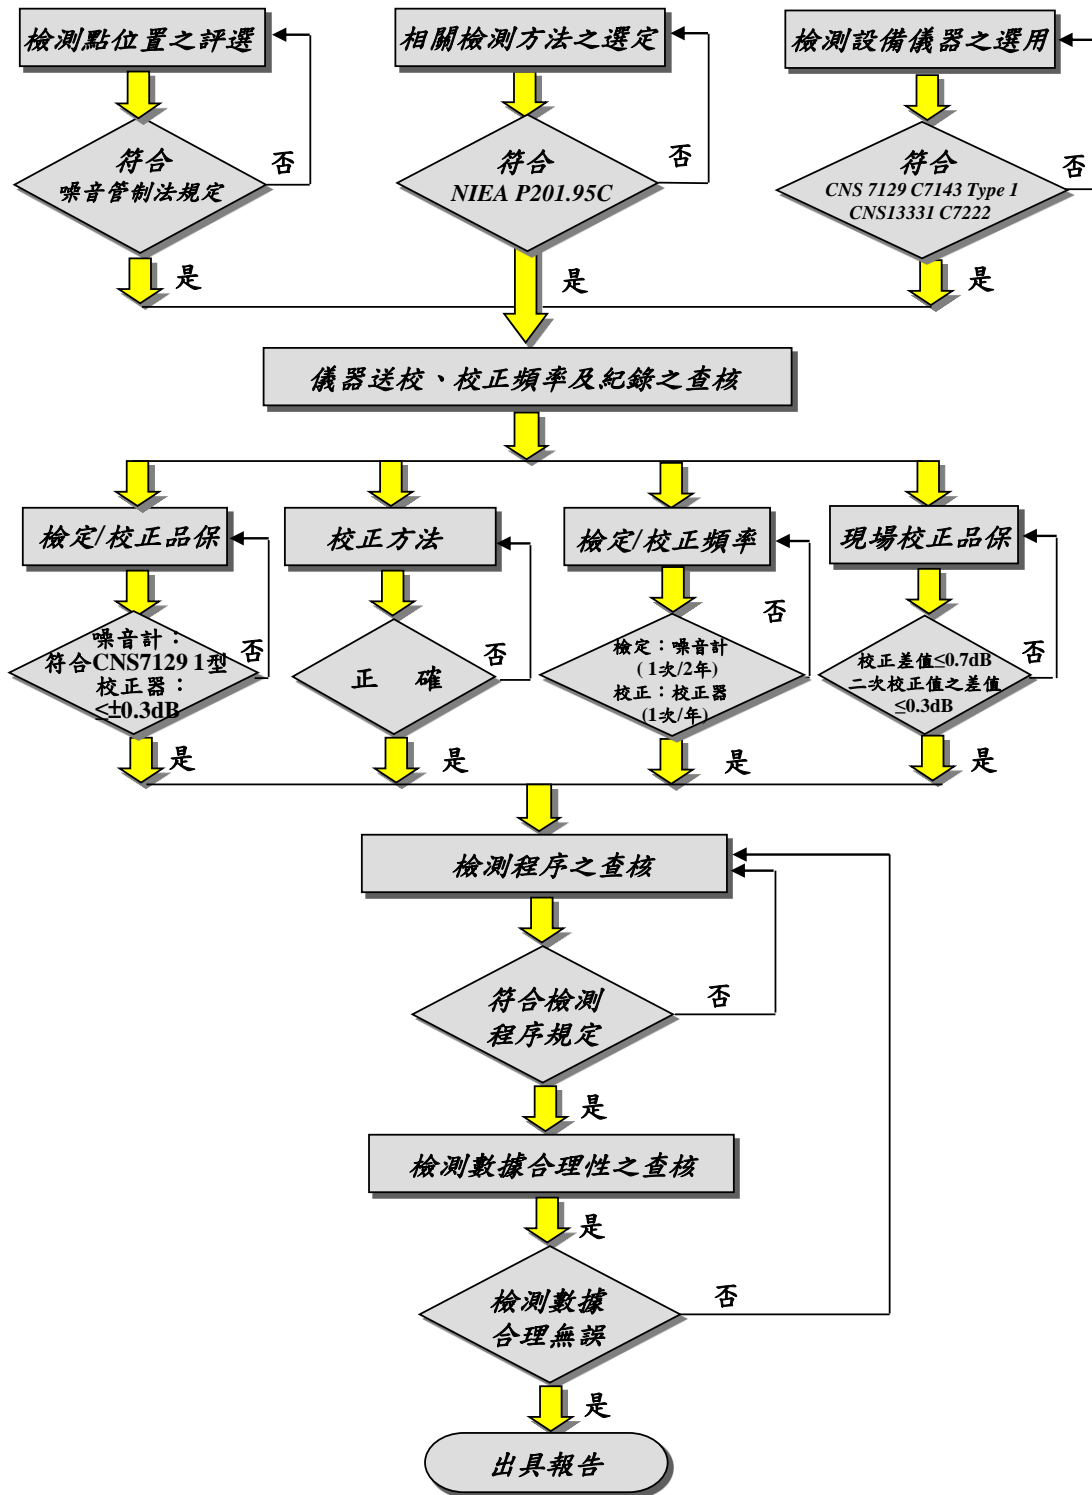 檢測點位置之評選
相關檢測方法之選定
檢測設備儀器之選用
符合
噪音管制法規定
否
符合
NIEA P201.95C
否
符合
CNS 7129 C7143 Type 1
CNS13331 C7222
否
是
是
是
儀器送校、校正頻率及紀錄之查核
檢定/校正品保
校正方法
檢定/校正頻率
現場校正品保
噪音計：
符合CNS7129 1型
校正器：
≤±0.3dB
否
正 確
否
檢定：噪音計
( 1次/2年)
校正：校正器
(1次/年)
否
校正差值≤0.7dB
二次校正值之差值
≤0.3dB
否
是
是
是
是
檢測程序之查核
符合檢測
程序規定
否
是
檢測數據合理性之查核
是
檢測數據
合理無誤
否
是
出具報告